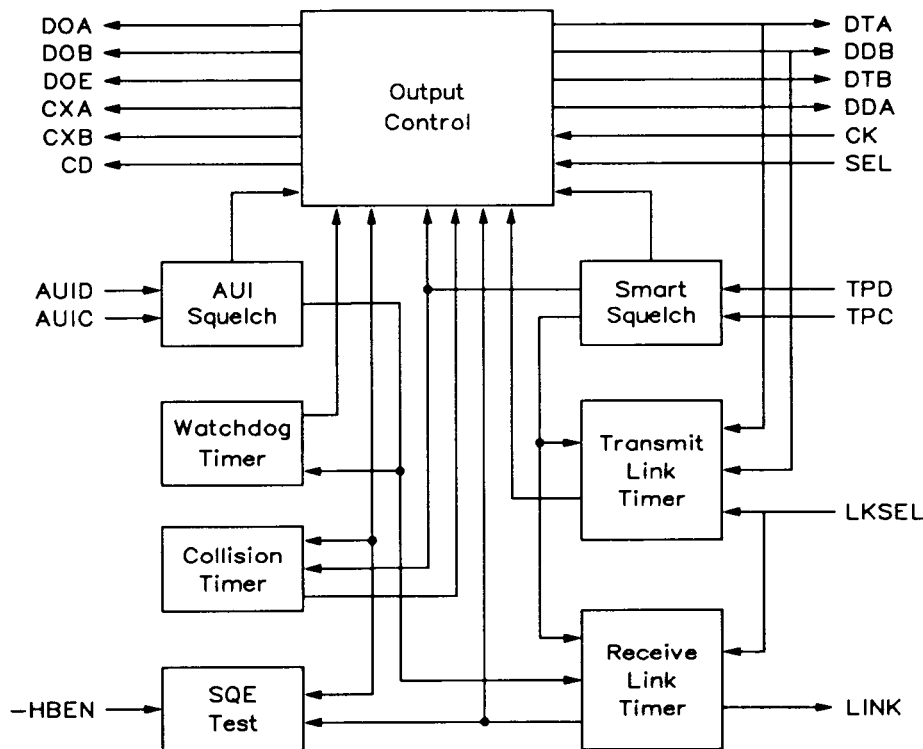 DOA
DOB
DOE
CXA
CXB
CD
Output
Control
DTA
DDB
DTB
DDA
CK
SEL
AUID
AUIC
AUI
Squelch
Smart
Squelch
TPD
TPC
Watchdog
Timer
Transmit
Link
Timer
LKSEL
Collision
Timer
Receive
Link
Timer
-HBEN
SQE
Test
LINK